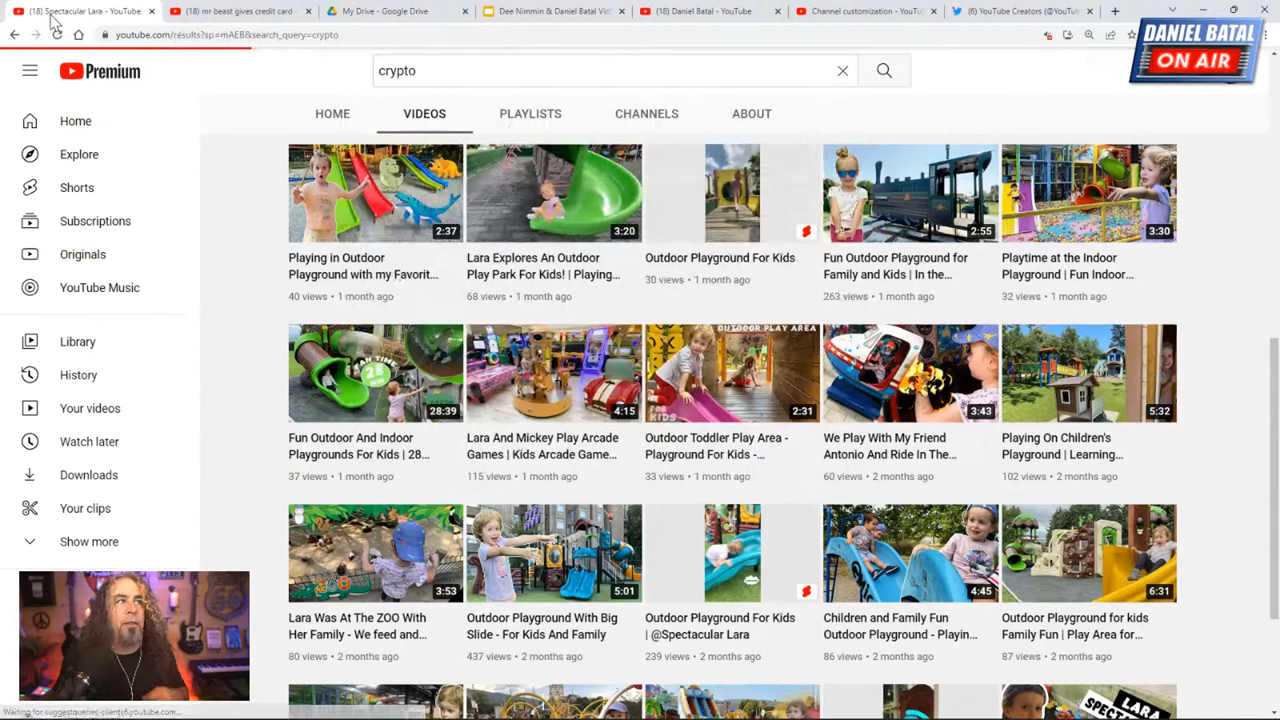 (18) Spectacular Lara - YouTube
(18) mr beast gives credit card -
My Drive - Google Drive
Dee Nimmin & Daniel Batal Vid
(18) Daniel Batal - YouTube
Channel customization - YouTu
(6) YouTube Creators (@YouTu
youtube.com/results?sp=mAEB&search_query=crypto
DANIEL BATAL
ON AIR
Premium
crypto
HOME
VIDEOS
PLAYLISTS
CHANNELS
ABOUT
Home
Explore
Shorts
Subscriptions
Originals
YouTube Music
Library
History
Your videos
Watch later
Downloads
Your clips
Show more
2:37
3:20
2:55
3:30
Playing in Outdoor
Playground with my Favorit...
40 views • 1 month ago
Lara Explores An Outdoor
Play Park For Kids! | Playing...
68 views • 1 month ago
Outdoor Playground For Kids
30 views • 1 month ago
Fun Outdoor Playground for
Family and Kids | In the...
263 views • 1 month ago
Playtime at the Indoor
Playground | Fun Indoor...
32 views • 1 month ago
28
28:39
4:15
OUTDOOR PLAY AREA
FOR KIDS
2:31
3:43
5:32
Fun Outdoor And Indoor
Playgrounds For Kids | 28...
37 views • 1 month ago
Lara And Mickey Play Arcade
Games | Kids Arcade Game...
115 views • 1 month ago
Outdoor Toddler Play Area -
Playground For Kids -...
33 views • 1 month ago
We Play With My Friend
Antonio And Ride In The...
60 views • 2 months ago
Playing On Children's
Playground | Learning...
102 views • 2 months ago
3:53
5:01
4:45
6:31
Lara Was At The ZOO With
Her Family - We feed and...
80 views • 2 months ago
Outdoor Playground With Big
Slide - For Kids And Family
437 views • 2 months ago
Outdoor Playground For Kids
| @Spectacular Lara
239 views • 2 months ago
Children and Family Fun
Outdoor Playground - Playin...
86 views • 2 months ago
Outdoor Playground for kids
Family Fun | Play Area for...
87 views • 2 months ago
LARA
Waiting for suggestqueries-clients6.youtube.com...